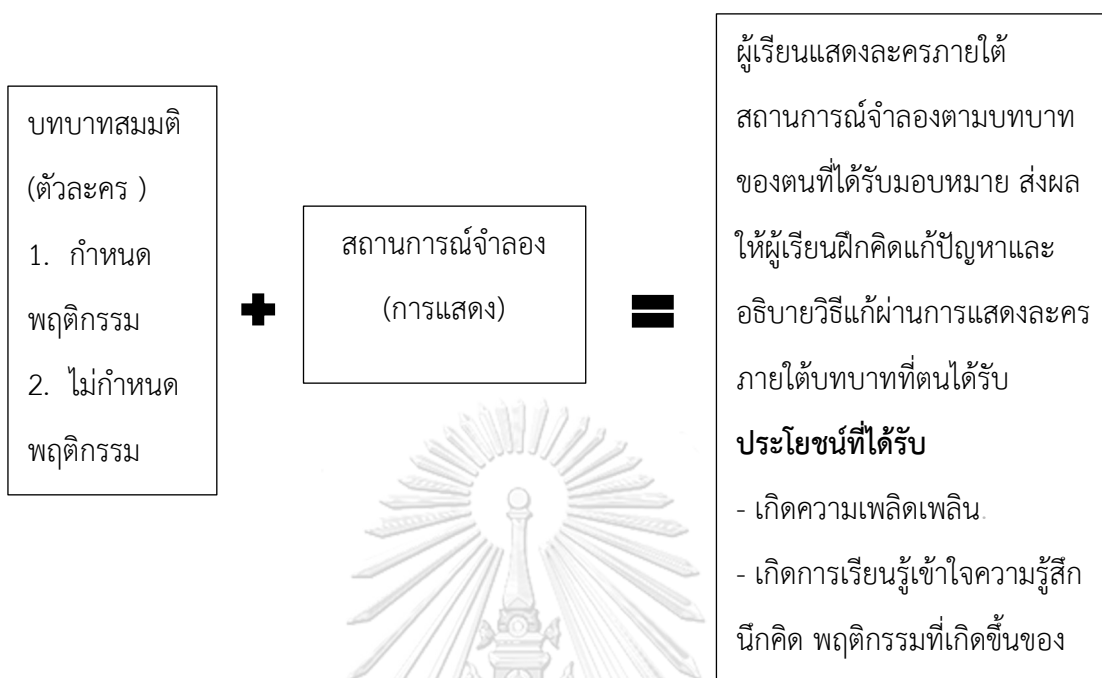 บทบาทสมมติ
(ตัวละคร )
1. กำหนด
พฤติกรรม
2. ไม่กำหนด
พฤติกรรม
สถานการณ์จำลอง
(การแสดง)
ผู้เรียนแสดงละครภายใต้
สถานการณ์จำลองตามบทบาท
ของตนที่ได้รับมอบหมาย ส่งผล
ให้ผู้เรียนฝึกคิดแก้ปัญหาและ
อธิบายวิธีแก้ผ่านการแสดงละคร
ภายใต้บทบาทที่ตนได้รับ
ประโยชน์ที่ได้รับ
- เกิดความเพลิดเพลิน.
- เกิดการเรียนรู้เข้าใจความรู้สึก
นึกคิด พฤติกรรมที่เกิดขึ้นของ